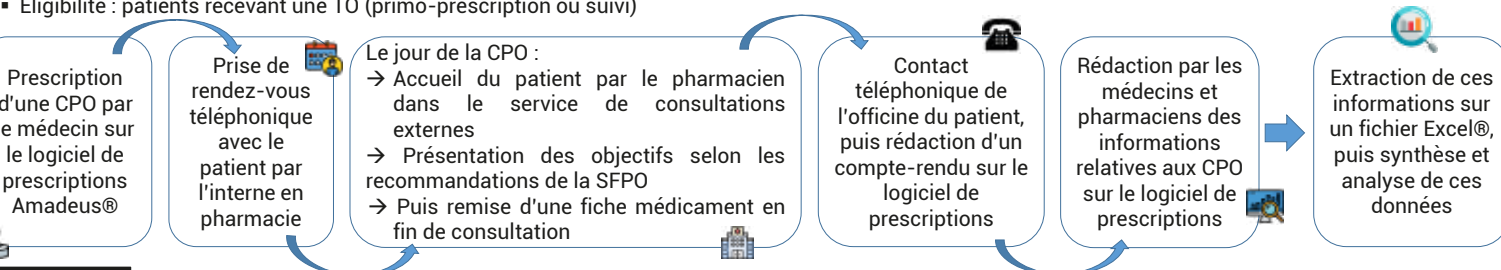 ▪ Eligibilité : patients recevant une TO (primo-prescription ou suivi)
Prescription
d'une CPO par
le médecin sur
le logiciel de
prescriptions
Amadeus®
Prise de
rendez-vous
téléphonique
avec le
patient par
l'interne en
pharmacie
Le jour de la CPO :
→ Accueil du patient par le pharmacien
dans le service de consultations
externes
→ Présentation des objectifs selon les
recommandations de la SFPO
→ Puis remise d'une fiche médicament en
fin de consultation
Contact
téléphonique de
l'officine du patient,
puis rédaction d'un
compte-rendu sur le
logiciel de
prescriptions
Rédaction par les
médecins et
pharmaciens des
informations
relatives aux CPO
sur le logiciel de
prescriptions
Extraction de ces
informations sur
un fichier Excel®,
puis synthèse et
analyse de ces
données